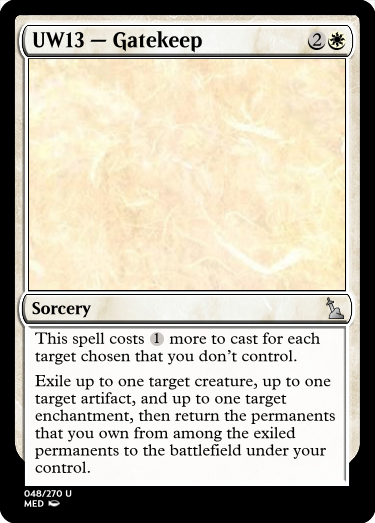 UW13 — Gatekeep 2
Sorcery
This spell costs 1 more to cast for each
target chosen that you don't control.
Exile up to one target creature, up to one
target artifact, and up to one target
enchantment, then return the permanents
that you own from among the exiled
permanents to the battlefield under your
control.
048/270 U
MED